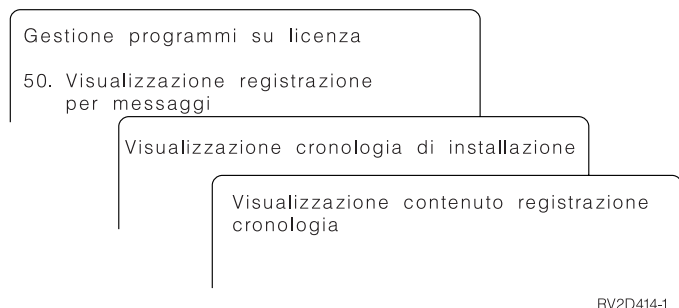 Gestione programmi su licenza
50. Visualizzazione registrazione
per messaggi
Visualizzazione cronologia di installazione
Visualizzazione contenuto registrazione
cronologia
RV2D414-1